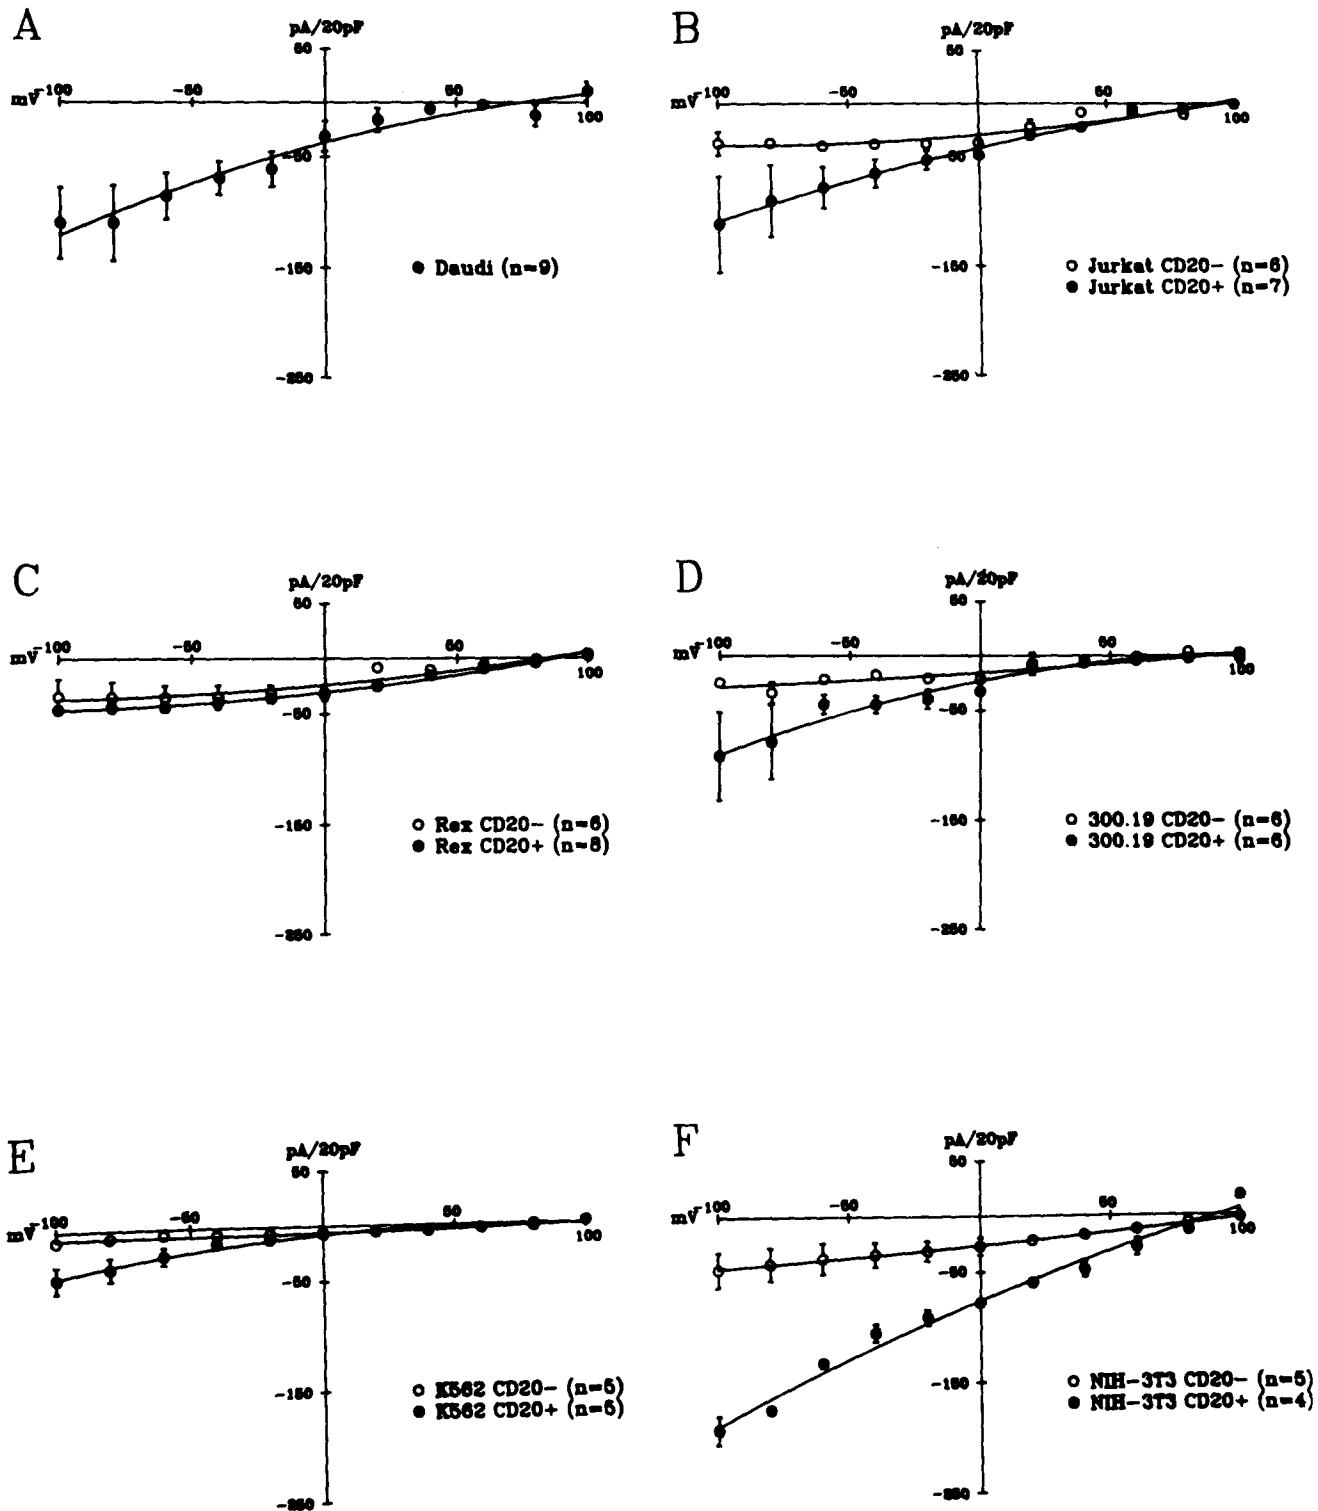 A
pA/20pF
50
mV
-100
-50
50
100
-50
-150
-250
Daudi (n=9)
B
pA/20pF
50
mV
-100
-50
50
100
-50
-150
-250
Jurkat CD20- (n=6)
Jurkat CD20+ (n=7)
C
pA/20pF
50
mV
-100
-50
50
100
-50
-150
-250
Rex CD20- (n=6)
Rex CD20+ (n=8)
D
pA/20pF
50
mV
-100
-50
50
100
-50
-150
-250
300.19 CD20- (n=6)
300.19 CD20+ (n=6)
E
pA/20pF
50
mV
-100
-50
50
100
-50
-150
-250
K562 CD20- (n=5)
K562 CD20+ (n=5)
F
pA/20pF
50
mV
-100
-50
50
100
-50
-150
-250
NIH-3T3 CD20- (n=5)
NIH-3T3 CD20+ (n=4)